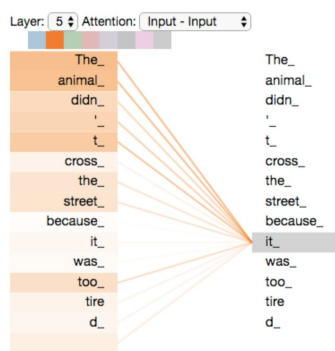 Layer: 5 Attention: Input - Input
The_ The_
animal_ animal_
didn_ didn_
'_ '_
t_ t_
cross_ cross_
the_ the_
street_ street_
because_ because_
it_ it_
was_ was_
too_ too_
tire tire
d_ d_